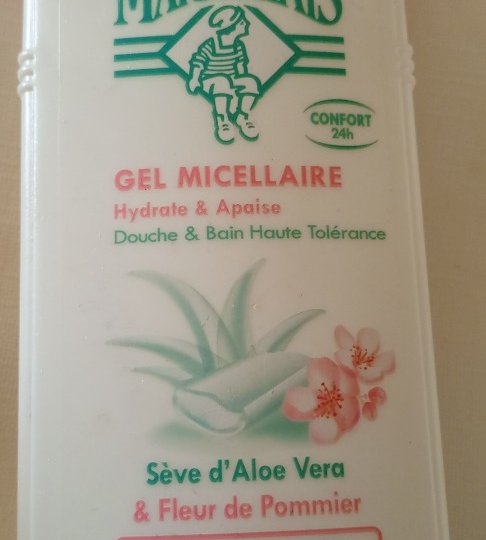 CONFORT
24h
GEL MICELLAIRE
Hydrate & Apaise
Douche & Bain Haute Tolérance
Sève d'Aloe Vera
& Fleur de Pommier